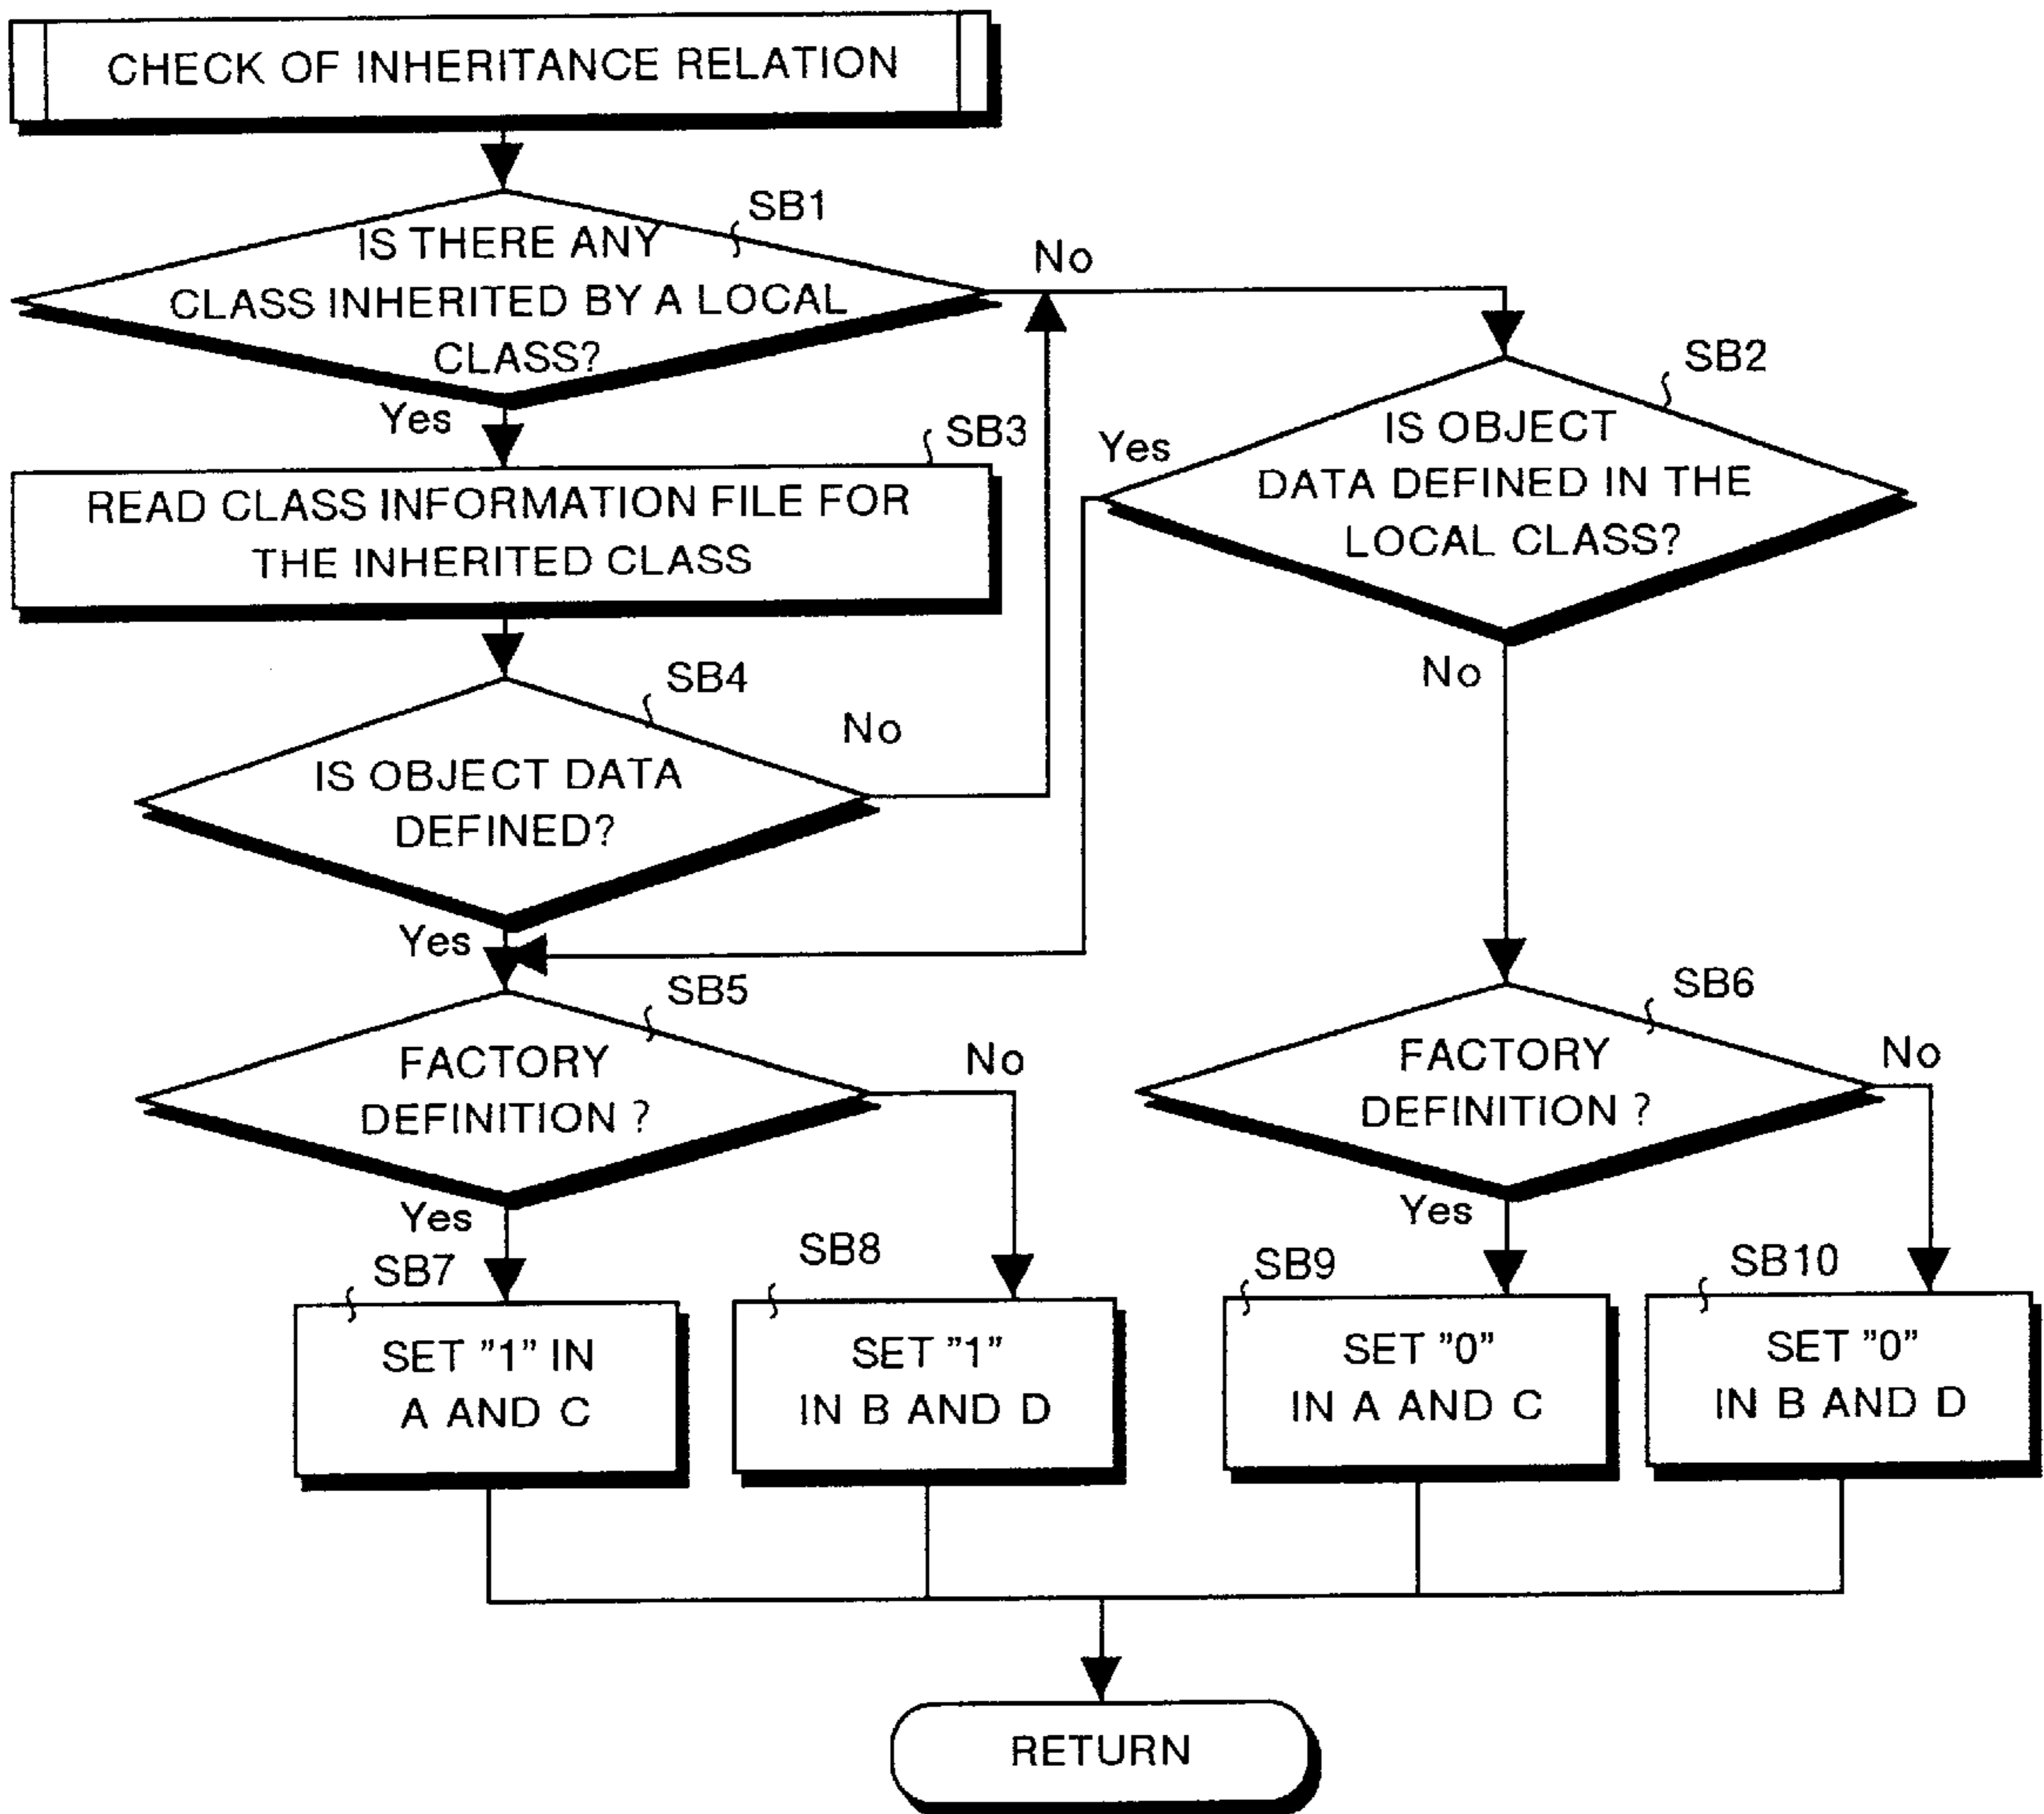 CHECK OF INHERITANCE RELATION
SB1
IS THERE ANY
CLASS INHERITED BY A LOCAL
CLASS?
No
Yes
SB2
IS OBJECT
DATA DEFINED IN THE
LOCAL CLASS?
Yes
No
SB3
READ CLASS INFORMATION FILE FOR
THE INHERITED CLASS
SB4
IS OBJECT DATA
DEFINED?
No
Yes
SB5
FACTORY
DEFINITION ?
No
Yes
SB6
FACTORY
DEFINITION ?
No
Yes
SB7
SET "1" IN
A AND C
SB8
SET "1"
IN B AND D
SB9
SET "0"
IN A AND C
SB10
SET "0"
IN B AND D
RETURN